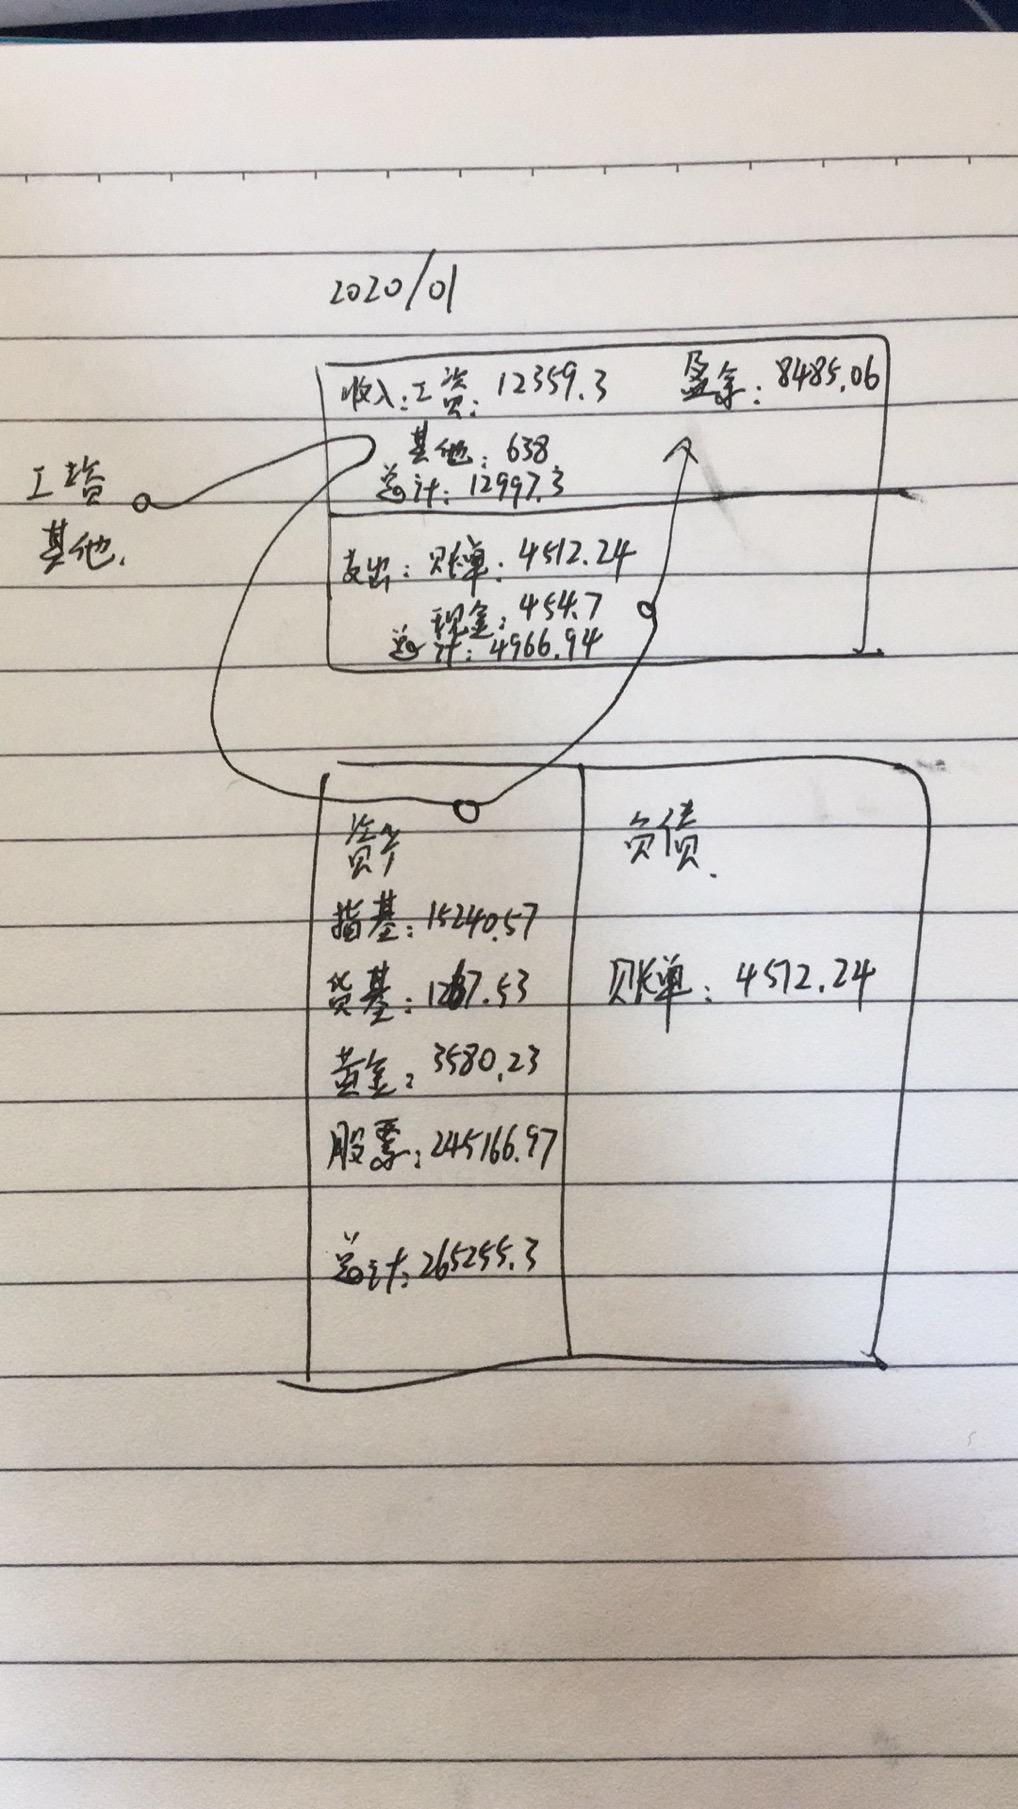 2020/01
收入:工资:12359.3 盈余:8485.06
其他:638
总计:12997.3
工资
其他.
支出:账单:4512.24
现金:454.7
总计:4966.94
资产 负债.
指基:15240.57
货基:1267.53 账单:4512.24
黄金:3580.23
股票:245166.97
总计:265255.3